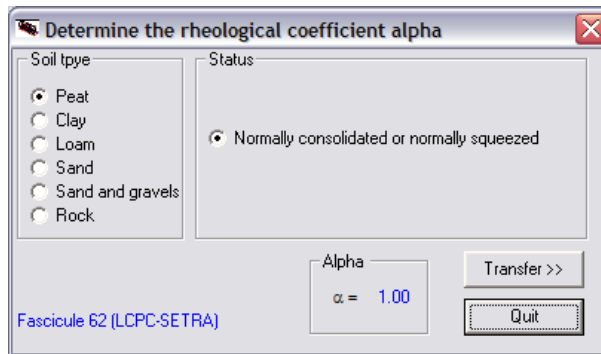 Determine the rheological coefficient alpha
Soil tpye
Peat
Clay
Loam
Sand
Sand and gravels
Rock
Status
Normally consolidated or normally squeezed
Alpha
α = 1.00
Transfer >>
Quit
Fascicule 62 (LCPC-SETRA)